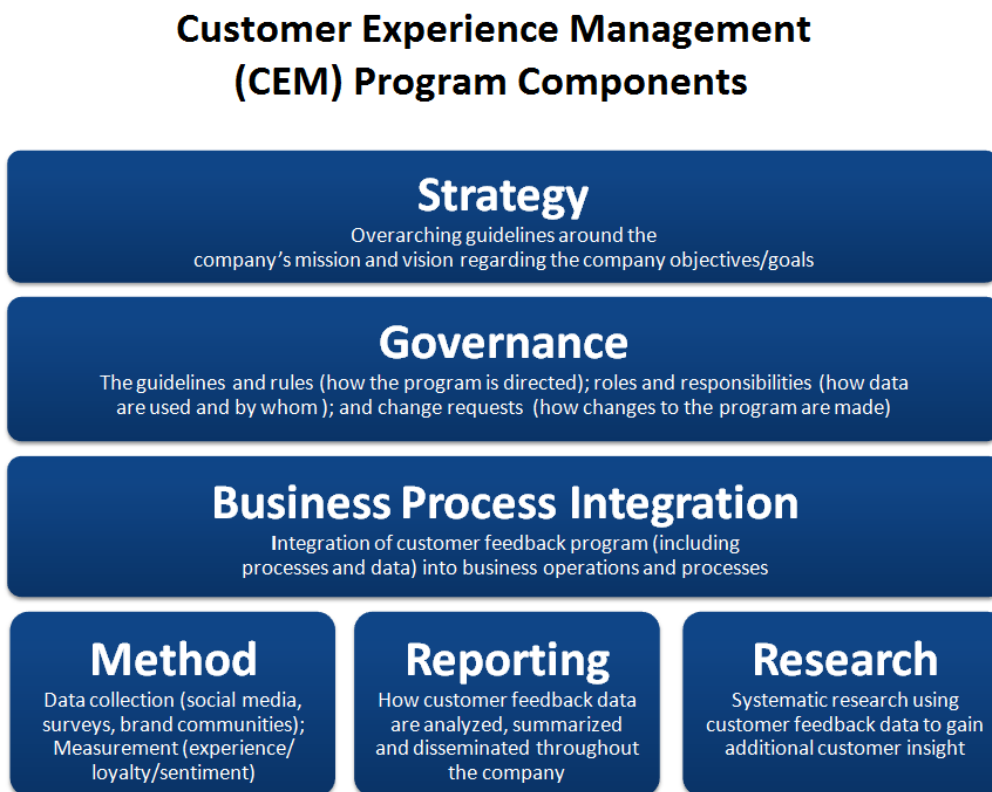 Customer Experience Management
(CEM) Program Components
Strategy
Overarching guidelines around the
company's mission and vision regarding the company objectives/goals
Governance
The guidelines and rules (how the program is directed); roles and responsibilities (how data
are used and by whom ); and change requests (how changes to the program are made)
Business Process Integration
Integration of customer feedback program (including
processes and data) into business operations and processes
Method
Data collection (social media,
surveys, brand communities);
Measurement (experience/
loyalty/sentiment)
Reporting
How customer feedback data
are analyzed, summarized
and disseminated throughout
the company
Research
Systematic research using
customer feedback data to gain
additional customer insight